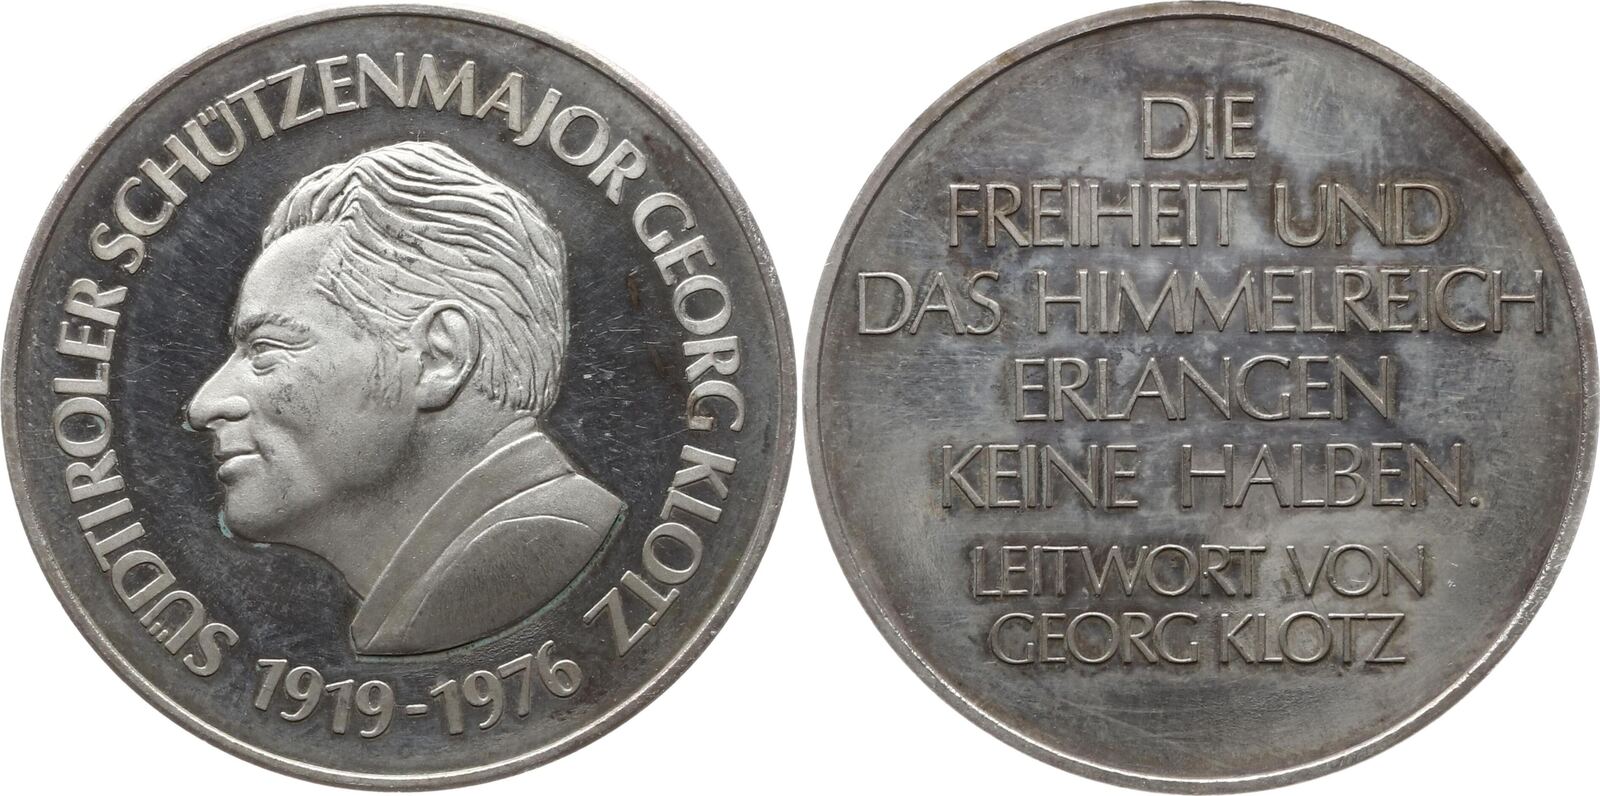 SÜDTIROLER SCHÜTZENMAJOR GEORG KLOTZ
1919-1976
DIE
FREIHEIT UND
DAS HIMMELREICH
ERLANGEN
KEINE HALBEN.
LEITWORT VON
GEORG KLOTZ